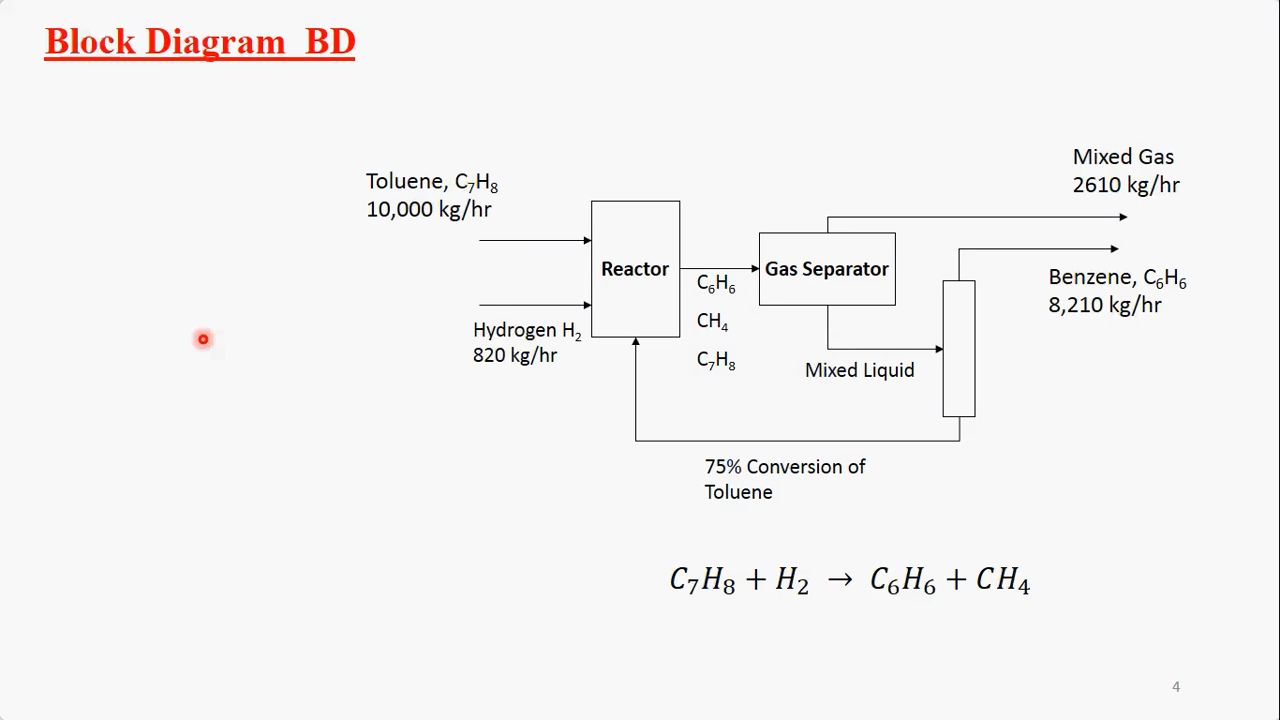 Block Diagram BD
Mixed Gas
2610 kg/hr
Toluene, C₇H₈
10,000 kg/hr
Reactor
Gas Separator
C₆H₆
CH₄
C₇H₈
Benzene, C₆H₆
8,210 kg/hr
Hydrogen H₂
820 kg/hr
Mixed Liquid
75% Conversion of
Toluene
C₇H₈ + H₂ → C₆H₆ + CH₄
4